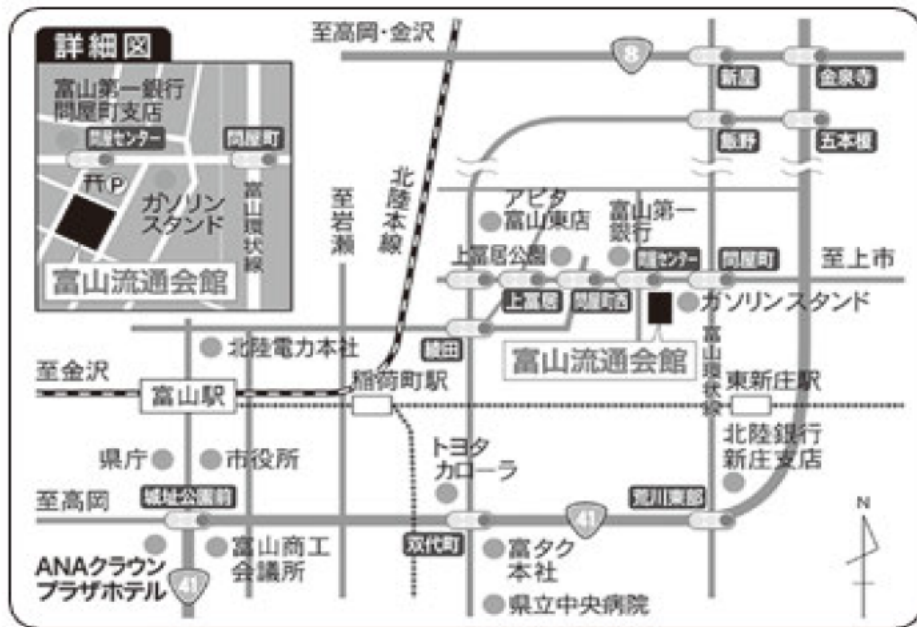 詳細図
富山第一銀行
問屋町支店
問屋センター
問屋町
P
ガソリン
スタンド
富山環状線
富山流通会館
至高岡・金沢
8
新屋
金泉寺
飯野
五本榎
北陸本線
至岩瀬
アピタ
富山東店
富山第一
銀行
上冨居公園
問屋センター
問屋町
至上市
上冨居
問屋町西
ガソリンスタンド
綾田
富山流通会館
富山環状線
北陸電力本社
至金沢
富山駅
稲荷町駅
東新庄駅
県庁
市役所
トヨタ
カローラ
北陸銀行
新庄支店
至高岡
城址公園前
41
荒川東部
双代町
N
ANAクラウン
プラザホテル
41
富山商工
会議所
富タク
本社
県立中央病院